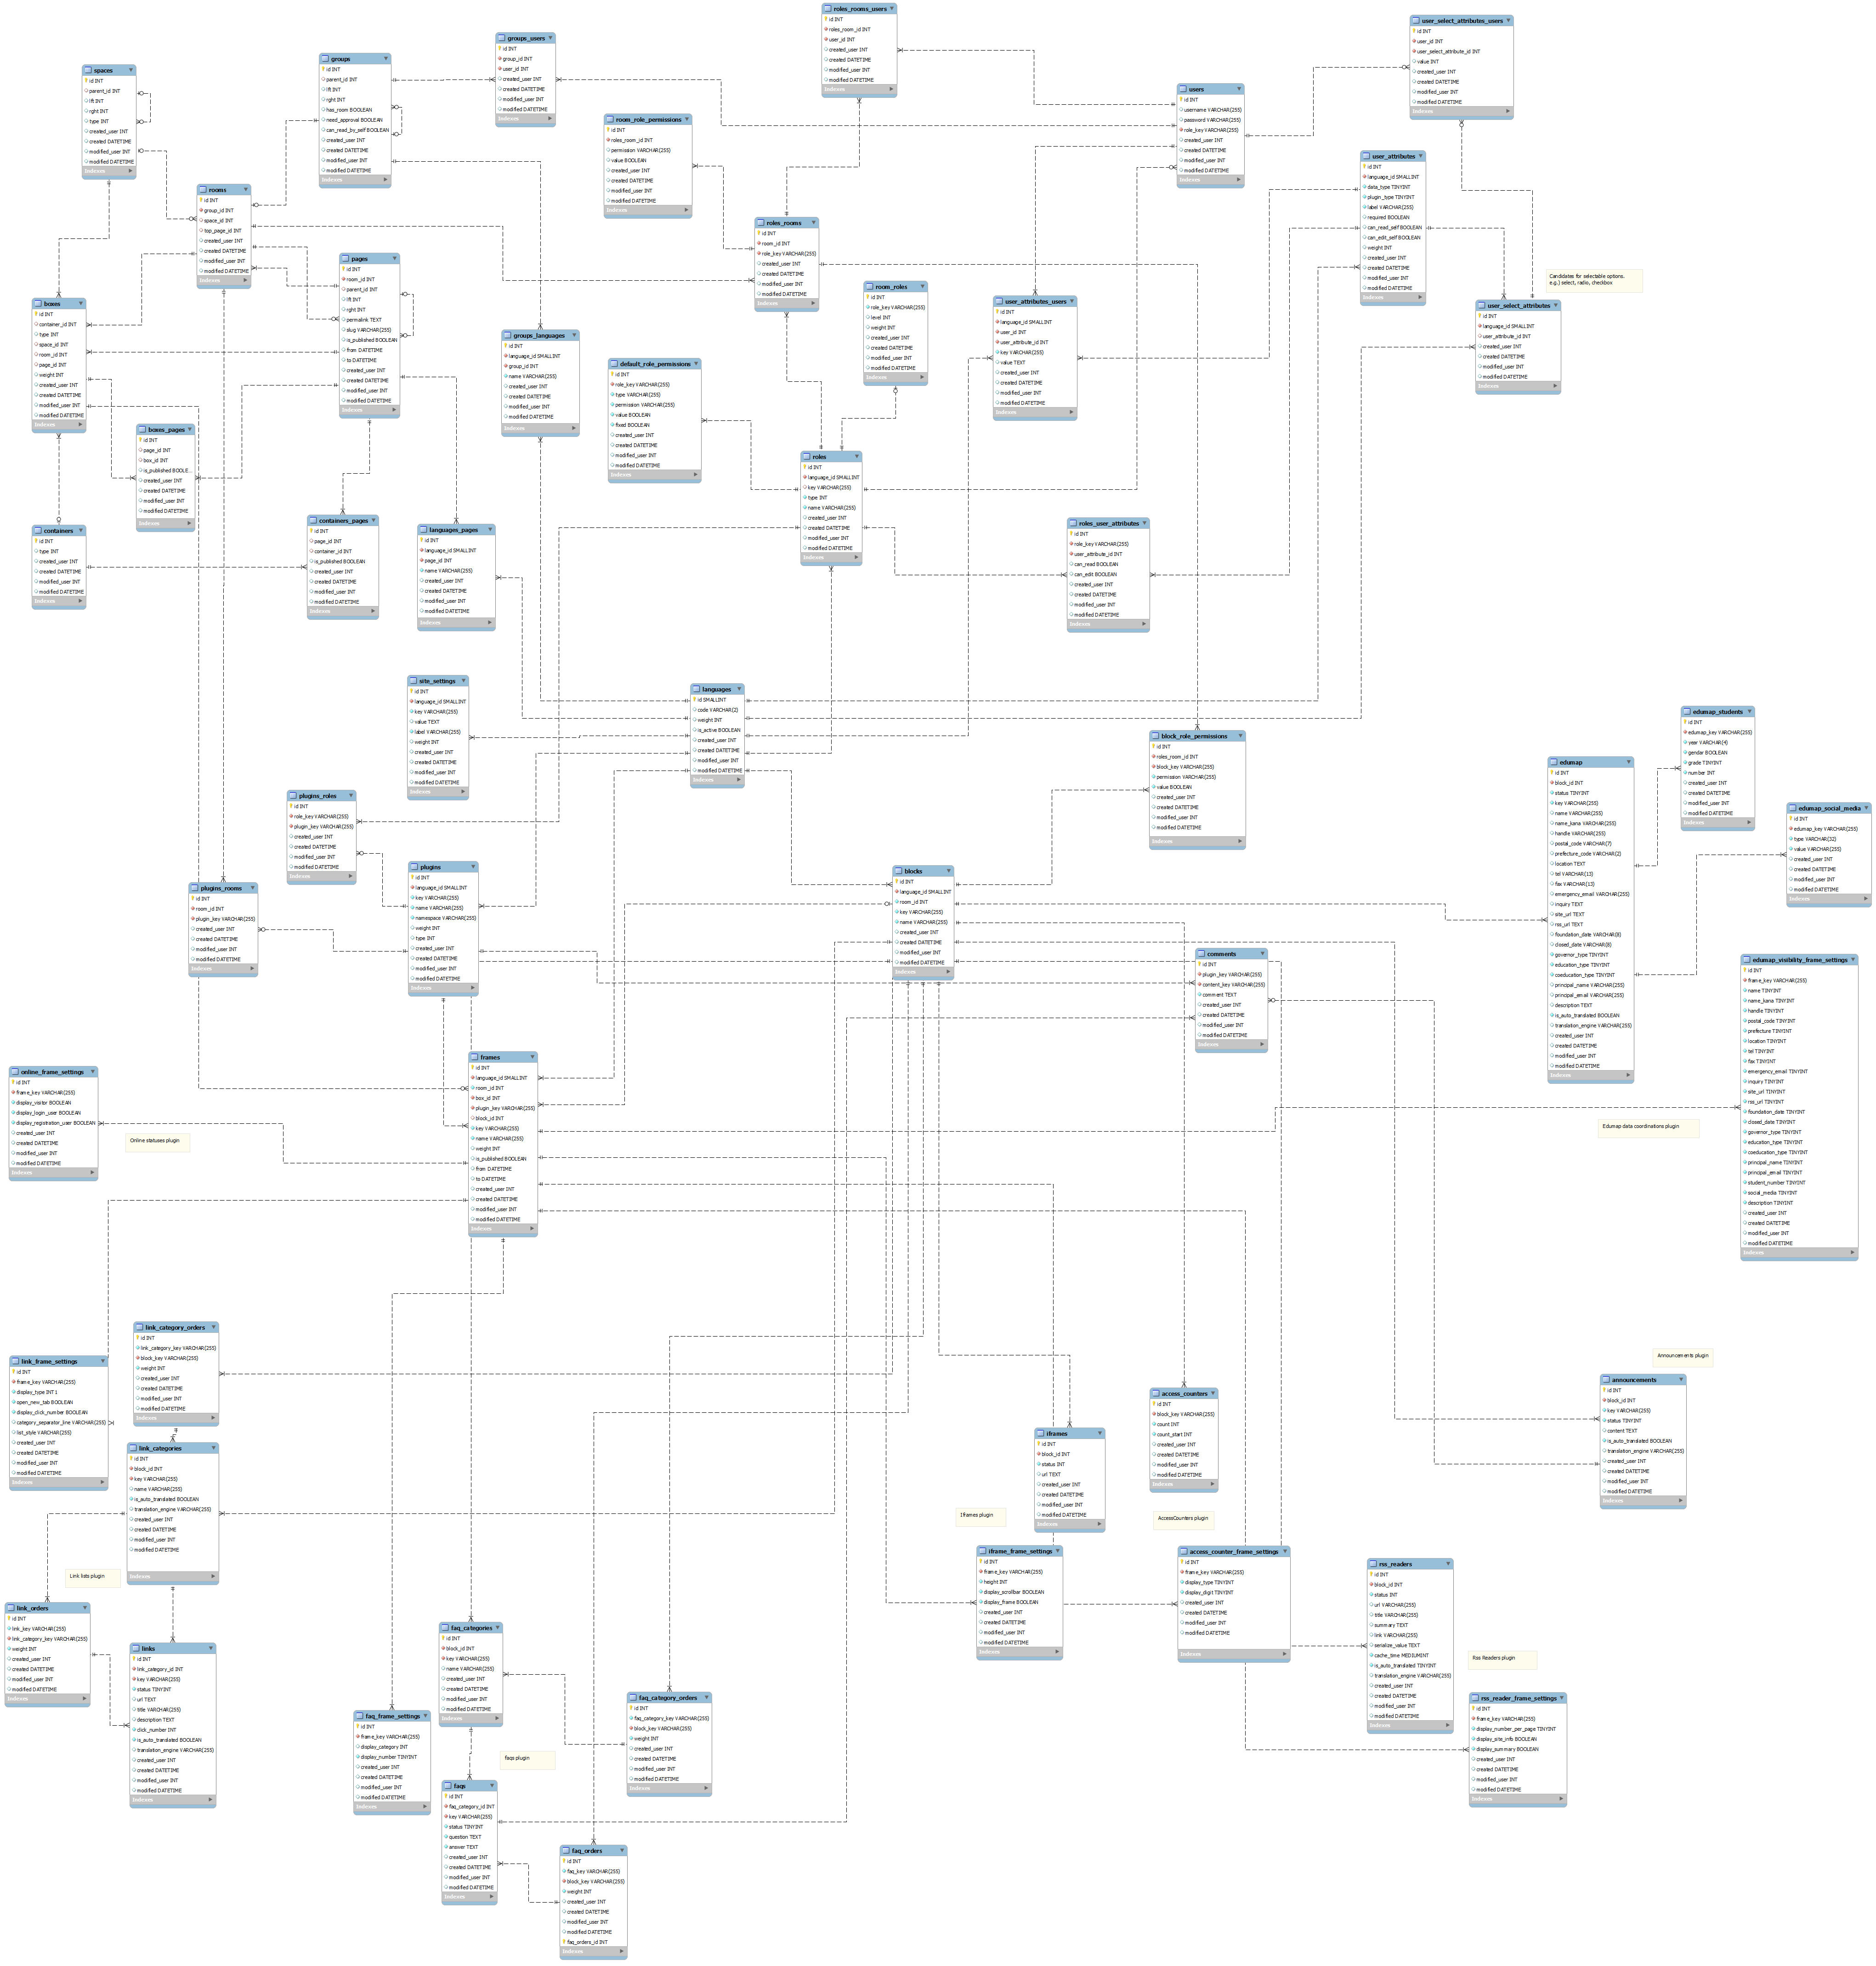 roles_rooms_users
id INT
roles_room_id INT
user_id INT
created_user INT
created DATETIME
modified_user INT
modified DATETIME
Indexes
user_select_attributes_users
id INT
user_id INT
user_select_attribute_id INT
value INT
created_user INT
created DATETIME
modified_user INT
modified DATETIME
Indexes
groups_users
id INT
group_id INT
user_id INT
created_user INT
created DATETIME
modified_user INT
modified DATETIME
Indexes
groups
id INT
parent_id INT
lft INT
rght INT
has_room BOOLEAN
need_approval BOOLEAN
can_read_by_self BOOLEAN
created_user INT
created DATETIME
modified_user INT
modified DATETIME
Indexes
spaces
id INT
parent_id INT
lft INT
rght INT
type INT
created_user INT
created DATETIME
modified_user INT
modified DATETIME
Indexes
users
id INT
username VARCHAR(255)
password VARCHAR(255)
role_key VARCHAR(255)
created_user INT
created DATETIME
modified_user INT
modified DATETIME
Indexes
room_role_permissions
id INT
roles_room_id INT
permission VARCHAR(255)
value BOOLEAN
created_user INT
created DATETIME
modified_user INT
modified DATETIME
Indexes
user_attributes
id INT
language_id SMALLINT
data_type TINYINT
plugin_type TINYINT
label VARCHAR(255)
required BOOLEAN
can_read_self BOOLEAN
can_edit_self BOOLEAN
weight INT
created_user INT
created DATETIME
modified_user INT
modified DATETIME
Indexes
rooms
id INT
group_id INT
space_id INT
top_page_id INT
created_user INT
created DATETIME
modified_user INT
modified DATETIME
Indexes
roles_rooms
id INT
room_id INT
role_key VARCHAR(255)
created_user INT
created DATETIME
modified_user INT
modified DATETIME
Indexes
pages
id INT
room_id INT
parent_id INT
lft INT
rght INT
permalink TEXT
slug VARCHAR(255)
is_published BOOLEAN
from DATETIME
to DATETIME
created_user INT
created DATETIME
modified_user INT
modified DATETIME
Indexes
Candidates for selectable options.
e.g.) select, radio, checkbox
room_roles
id INT
role_key VARCHAR(255)
level INT
weight INT
created_user INT
created DATETIME
modified_user INT
modified DATETIME
Indexes
user_attributes_users
id INT
language_id SMALLINT
user_id INT
user_attribute_id INT
key VARCHAR(255)
value TEXT
created_user INT
created DATETIME
modified_user INT
modified DATETIME
Indexes
user_select_attributes
id INT
language_id SMALLINT
user_attribute_id INT
created_user INT
created DATETIME
modified_user INT
modified DATETIME
Indexes
boxes
id INT
container_id INT
type INT
space_id INT
room_id INT
page_id INT
weight INT
created_user INT
created DATETIME
modified_user INT
modified DATETIME
Indexes
groups_languages
id INT
language_id SMALLINT
group_id INT
name VARCHAR(255)
created_user INT
created DATETIME
modified_user INT
modified DATETIME
Indexes
default_role_permissions
id INT
role_key VARCHAR(255)
type VARCHAR(255)
permission VARCHAR(255)
value BOOLEAN
fixed BOOLEAN
created_user INT
created DATETIME
modified_user INT
modified DATETIME
Indexes
boxes_pages
id INT
page_id INT
box_id INT
is_published BOOLE...
created_user INT
created DATETIME
modified_user INT
modified DATETIME
Indexes
roles
id INT
language_id SMALLINT
key VARCHAR(255)
type INT
name VARCHAR(255)
created_user INT
created DATETIME
modified_user INT
modified DATETIME
Indexes
containers
id INT
type INT
created_user INT
created DATETIME
modified_user INT
modified DATETIME
Indexes
containers_pages
id INT
page_id INT
container_id INT
is_published BOOLEAN
created_user INT
created DATETIME
modified_user INT
modified DATETIME
Indexes
languages_pages
id INT
language_id SMALLINT
page_id INT
name VARCHAR(255)
created_user INT
created DATETIME
modified_user INT
modified DATETIME
Indexes
roles_user_attributes
id INT
role_key VARCHAR(255)
user_attribute_id INT
can_read BOOLEAN
can_edit BOOLEAN
created_user INT
created DATETIME
modified_user INT
modified DATETIME
Indexes
site_settings
id INT
language_id SMALLINT
key VARCHAR(255)
value TEXT
label VARCHAR(255)
weight INT
created_user INT
created DATETIME
modified_user INT
modified DATETIME
Indexes
languages
id SMALLINT
code VARCHAR(2)
weight INT
is_active BOOLEAN
created_user INT
created DATETIME
modified_user INT
modified DATETIME
Indexes
block_role_permissions
id INT
roles_room_id INT
block_key VARCHAR(255)
permission VARCHAR(255)
value BOOLEAN
created_user INT
created DATETIME
modified_user INT
modified DATETIME
Indexes
edumap_students
id INT
edumap_key VARCHAR(255)
year VARCHAR(4)
gendar BOOLEAN
grade TINYINT
number INT
created_user INT
created DATETIME
modified_user INT
modified DATETIME
Indexes
edumap
id INT
block_id INT
status TINYINT
key VARCHAR(255)
name VARCHAR(255)
name_kana VARCHAR(255)
handle VARCHAR(255)
postal_code VARCHAR(7)
prefecture_code VARCHAR(2)
location TEXT
tel VARCHAR(13)
fax VARCHAR(13)
emergency_email VARCHAR(255)
inquiry TEXT
site_url TEXT
rss_url TEXT
foundation_date VARCHAR(8)
closed_date VARCHAR(8)
governor_type TINYINT
education_type TINYINT
coeducation_type TINYINT
principal_name VARCHAR(255)
principal_email VARCHAR(255)
description TEXT
is_auto_translated BOOLEAN
translation_engine VARCHAR(255)
created_user INT
created DATETIME
modified_user INT
modified DATETIME
Indexes
edumap_social_media
id INT
edumap_key VARCHAR(255)
type VARCHAR(32)
value VARCHAR(255)
created_user INT
created DATETIME
modified_user INT
modified DATETIME
Indexes
plugins_roles
id INT
role_key VARCHAR(255)
plugin_key VARCHAR(255)
created_user INT
created DATETIME
modified_user INT
modified DATETIME
Indexes
plugins
id INT
language_id SMALLINT
key VARCHAR(255)
name VARCHAR(255)
namespace VARCHAR(255)
weight INT
type INT
created_user INT
created DATETIME
modified_user INT
modified DATETIME
Indexes
plugins_rooms
id INT
room_id INT
plugin_key VARCHAR(255)
created_user INT
created DATETIME
modified_user INT
modified DATETIME
Indexes
blocks
id INT
language_id SMALLINT
room_id INT
key VARCHAR(255)
name VARCHAR(255)
created_user INT
created DATETIME
modified_user INT
modified DATETIME
Indexes
comments
id INT
plugin_key VARCHAR(255)
content_key VARCHAR(255)
comment TEXT
created_user INT
created DATETIME
modified_user INT
modified DATETIME
Indexes
edumap_visibility_frame_settings
id INT
frame_key VARCHAR(255)
name TINYINT
name_kana TINYINT
handle TINYINT
postal_code TINYINT
prefecture TINYINT
location TINYINT
tel TINYINT
fax TINYINT
emergency_email TINYINT
inquiry TINYINT
site_url TINYINT
rss_url TINYINT
foundation_date TINYINT
closed_date TINYINT
governor_type TINYINT
education_type TINYINT
coeducation_type TINYINT
principal_name TINYINT
principal_email TINYINT
student_number TINYINT
social_media TINYINT
description TINYINT
created_user INT
created DATETIME
modified_user INT
modified DATETIME
Indexes
frames
id INT
language_id SMALLINT
room_id INT
box_id INT
plugin_key VARCHAR(255)
block_id INT
key VARCHAR(255)
name VARCHAR(255)
weight INT
is_published BOOLEAN
from DATETIME
to DATETIME
created_user INT
created DATETIME
modified_user INT
modified DATETIME
Indexes
online_frame_settings
id INT
frame_key VARCHAR(255)
display_visitor BOOLEAN
display_login_user BOOLEAN
display_registration_user BOOLEAN
created_user INT
created DATETIME
modified_user INT
modified DATETIME
Indexes
Online statuses plugin
Edumap data coordinations plugin
link_category_orders
id INT
link_category_key VARCHAR(255)
block_key VARCHAR(255)
weight INT
created_user INT
created DATETIME
modified_user INT
modified DATETIME
Indexes
link_frame_settings
id INT
frame_key VARCHAR(255)
display_type INT1
open_new_tab BOOLEAN
display_click_number BOOLEAN
category_separator_line VARCHAR(255)
list_style VARCHAR(255)
created_user INT
created DATETIME
modified_user INT
modified DATETIME
Indexes
link_categories
id INT
block_id INT
key VARCHAR(255)
name VARCHAR(255)
is_auto_translated BOOLEAN
translation_engine VARCHAR(255)
created_user INT
created DATETIME
modified_user INT
modified DATETIME
Indexes
Announcements plugin
announcements
id INT
block_id INT
key VARCHAR(255)
status TINYINT
content TEXT
is_auto_translated BOOLEAN
translation_engine VARCHAR(255)
created_user INT
created DATETIME
modified_user INT
modified DATETIME
Indexes
access_counters
id INT
block_key VARCHAR(255)
count INT
count_start INT
created_user INT
created DATETIME
modified_user INT
modified DATETIME
Indexes
iframes
id INT
block_id INT
status INT
url TEXT
created_user INT
created DATETIME
modified_user INT
modified DATETIME
Indexes
Iframes plugin
AccessCounters plugin
iframe_frame_settings
id INT
frame_key VARCHAR(255)
height INT
display_scrollbar BOOLEAN
display_frame BOOLEAN
created_user INT
created DATETIME
modified_user INT
modified DATETIME
Indexes
access_counter_frame_settings
id INT
frame_key VARCHAR(255)
display_type TINYINT
display_digit TINYINT
created_user INT
created DATETIME
modified_user INT
modified DATETIME
Indexes
rss_readers
id INT
block_id INT
status INT
url VARCHAR(255)
title VARCHAR(255)
summary TEXT
link VARCHAR(255)
serialize_value TEXT
cache_time MEDIUMINT
is_auto_translated TINYINT
translation_engine VARCHAR(255)
created_user INT
created DATETIME
modified_user INT
modified DATETIME
Indexes
Rss Readers plugin
rss_reader_frame_settings
id INT
frame_key VARCHAR(255)
display_number_per_page TINYINT
display_site_info BOOLEAN
display_summary BOOLEAN
created_user INT
created DATETIME
modified_user INT
modified DATETIME
Indexes
Link lists plugin
link_orders
id INT
link_key VARCHAR(255)
link_category_key VARCHAR(255)
weight INT
created_user INT
created DATETIME
modified_user INT
modified DATETIME
Indexes
links
id INT
link_category_id INT
key VARCHAR(255)
status TINYINT
url TEXT
title VARCHAR(255)
description TEXT
click_number INT
is_auto_translated BOOLEAN
translation_engine VARCHAR(255)
created_user INT
created DATETIME
modified_user INT
modified DATETIME
Indexes
faq_categories
id INT
block_id INT
key VARCHAR(255)
name VARCHAR(255)
created_user INT
created DATETIME
modified_user INT
modified DATETIME
Indexes
faq_category_orders
id INT
faq_category_key VARCHAR(255)
block_key VARCHAR(255)
weight INT
created_user INT
created DATETIME
modified_user INT
modified DATETIME
Indexes
faq_frame_settings
id INT
frame_key VARCHAR(255)
display_category INT
display_number TINYINT
created_user INT
created DATETIME
modified_user INT
modified DATETIME
Indexes
faqs plugin
faqs
id INT
faq_category_id INT
key VARCHAR(255)
status TINYINT
question TEXT
answer TEXT
created_user INT
created DATETIME
modified_user INT
modified DATETIME
Indexes
faq_orders
id INT
faq_key VARCHAR(255)
block_key VARCHAR(255)
weight INT
created_user INT
created DATETIME
modified_user INT
modified DATETIME
faq_orders_id INT
Indexes